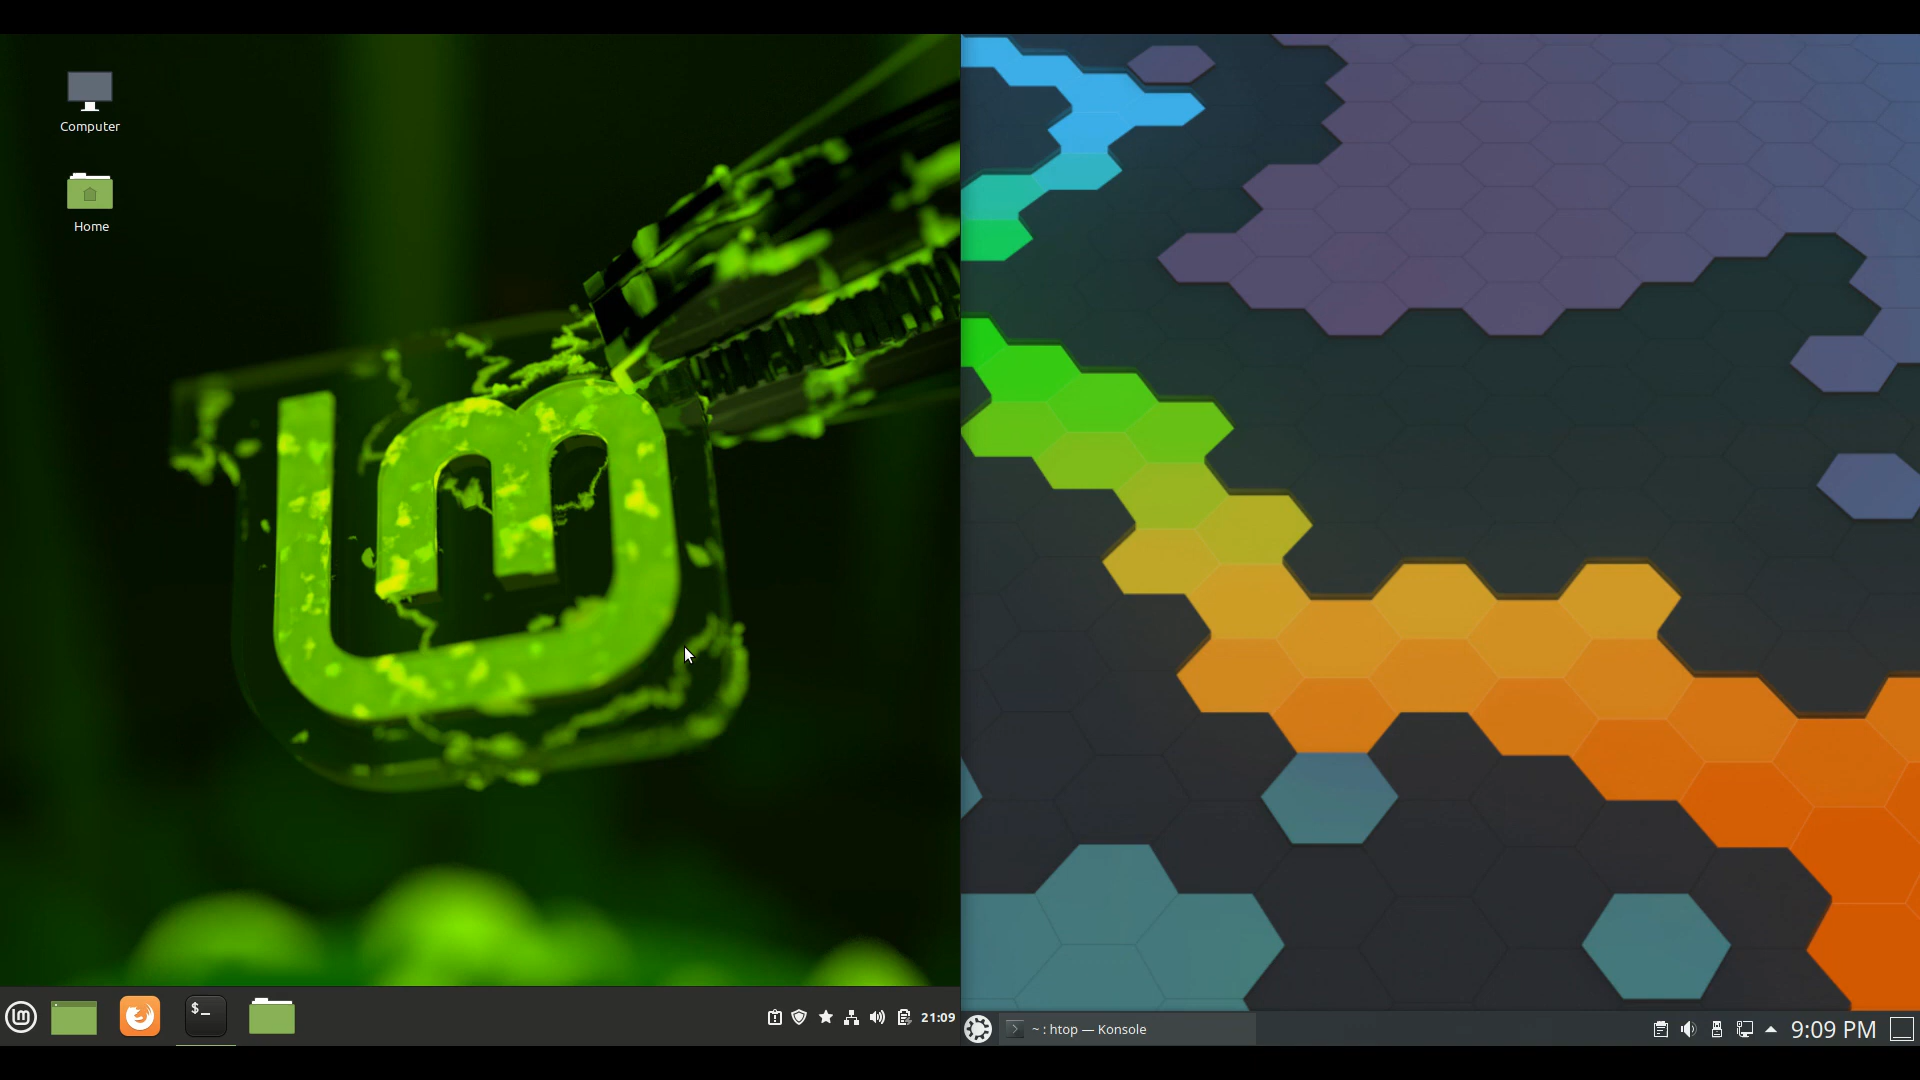 Computer
Home
$_
21:09
~ : htop — Konsole
9:09 PM